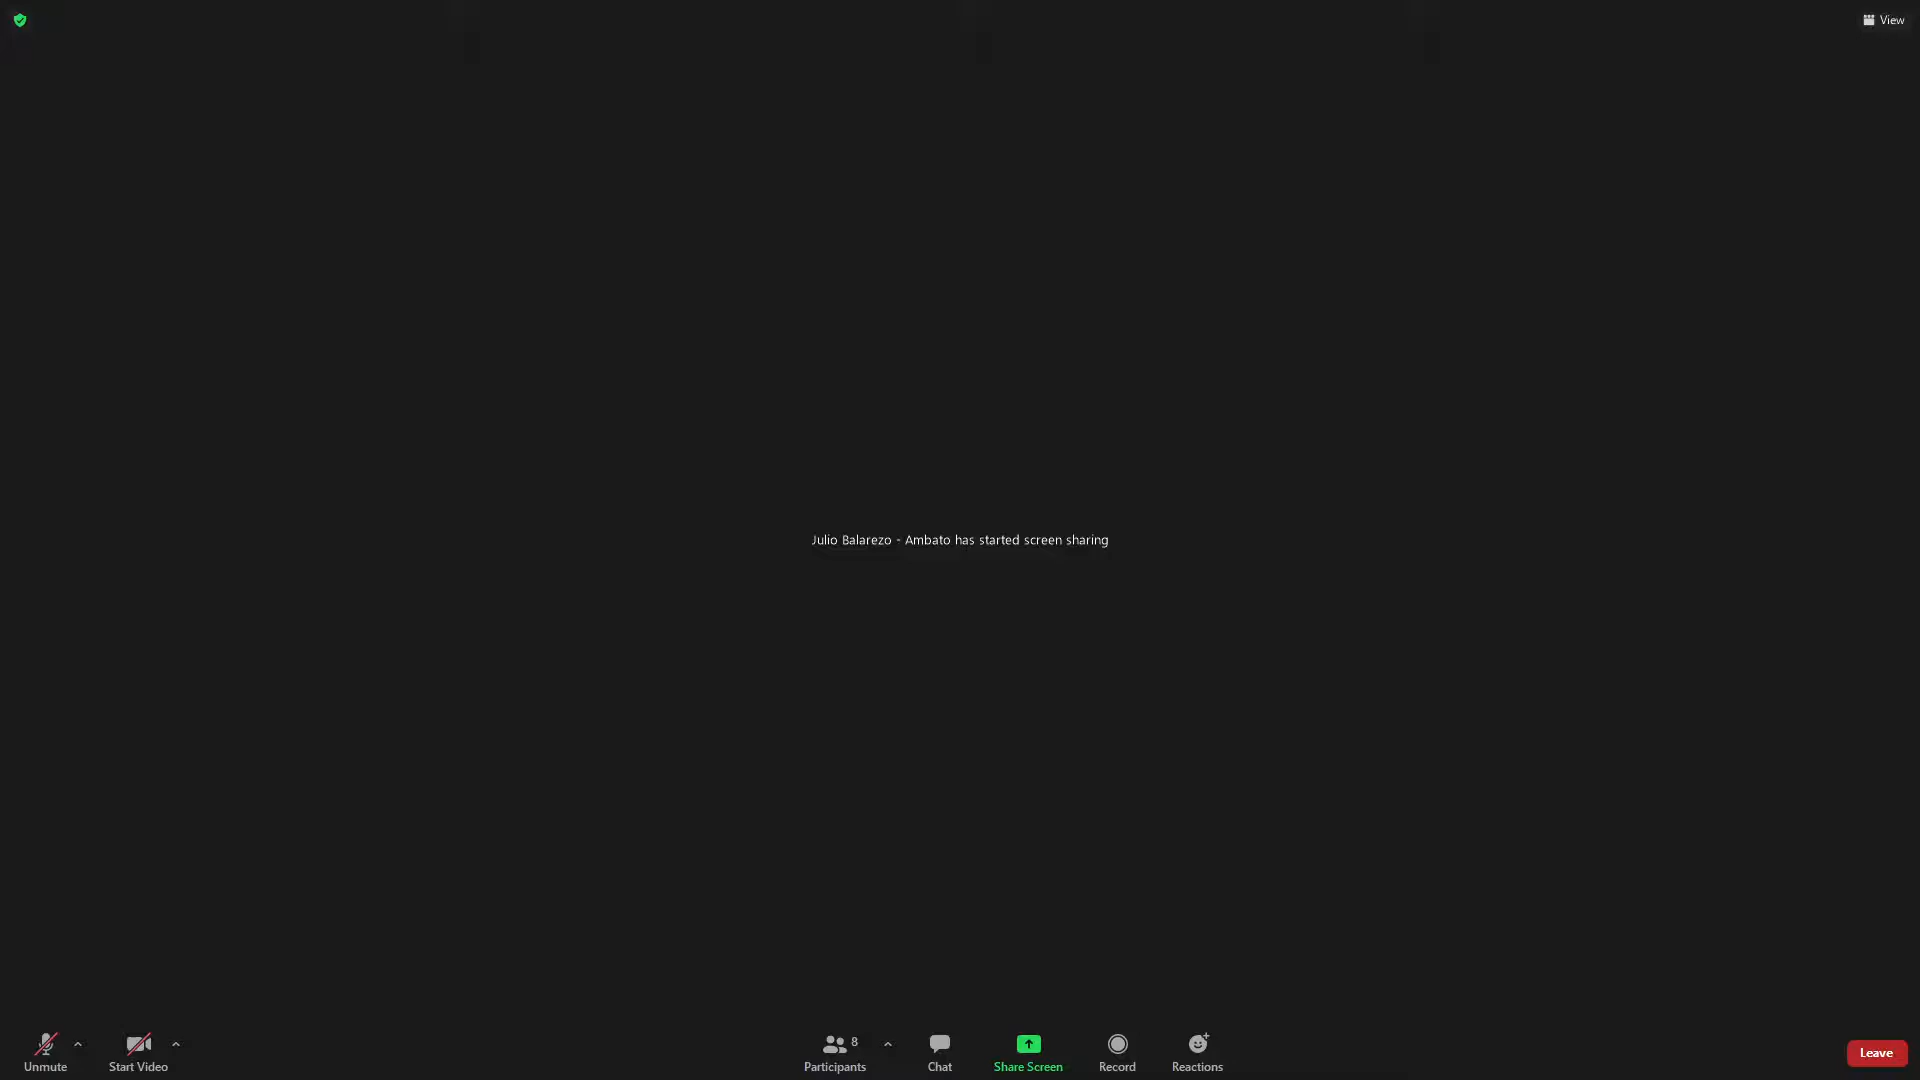 View
Julio Balarezo - Ambato has started screen sharing
Unmute
Start Video
8
Participants
Chat
Share Screen
Record
Reactions
Leave